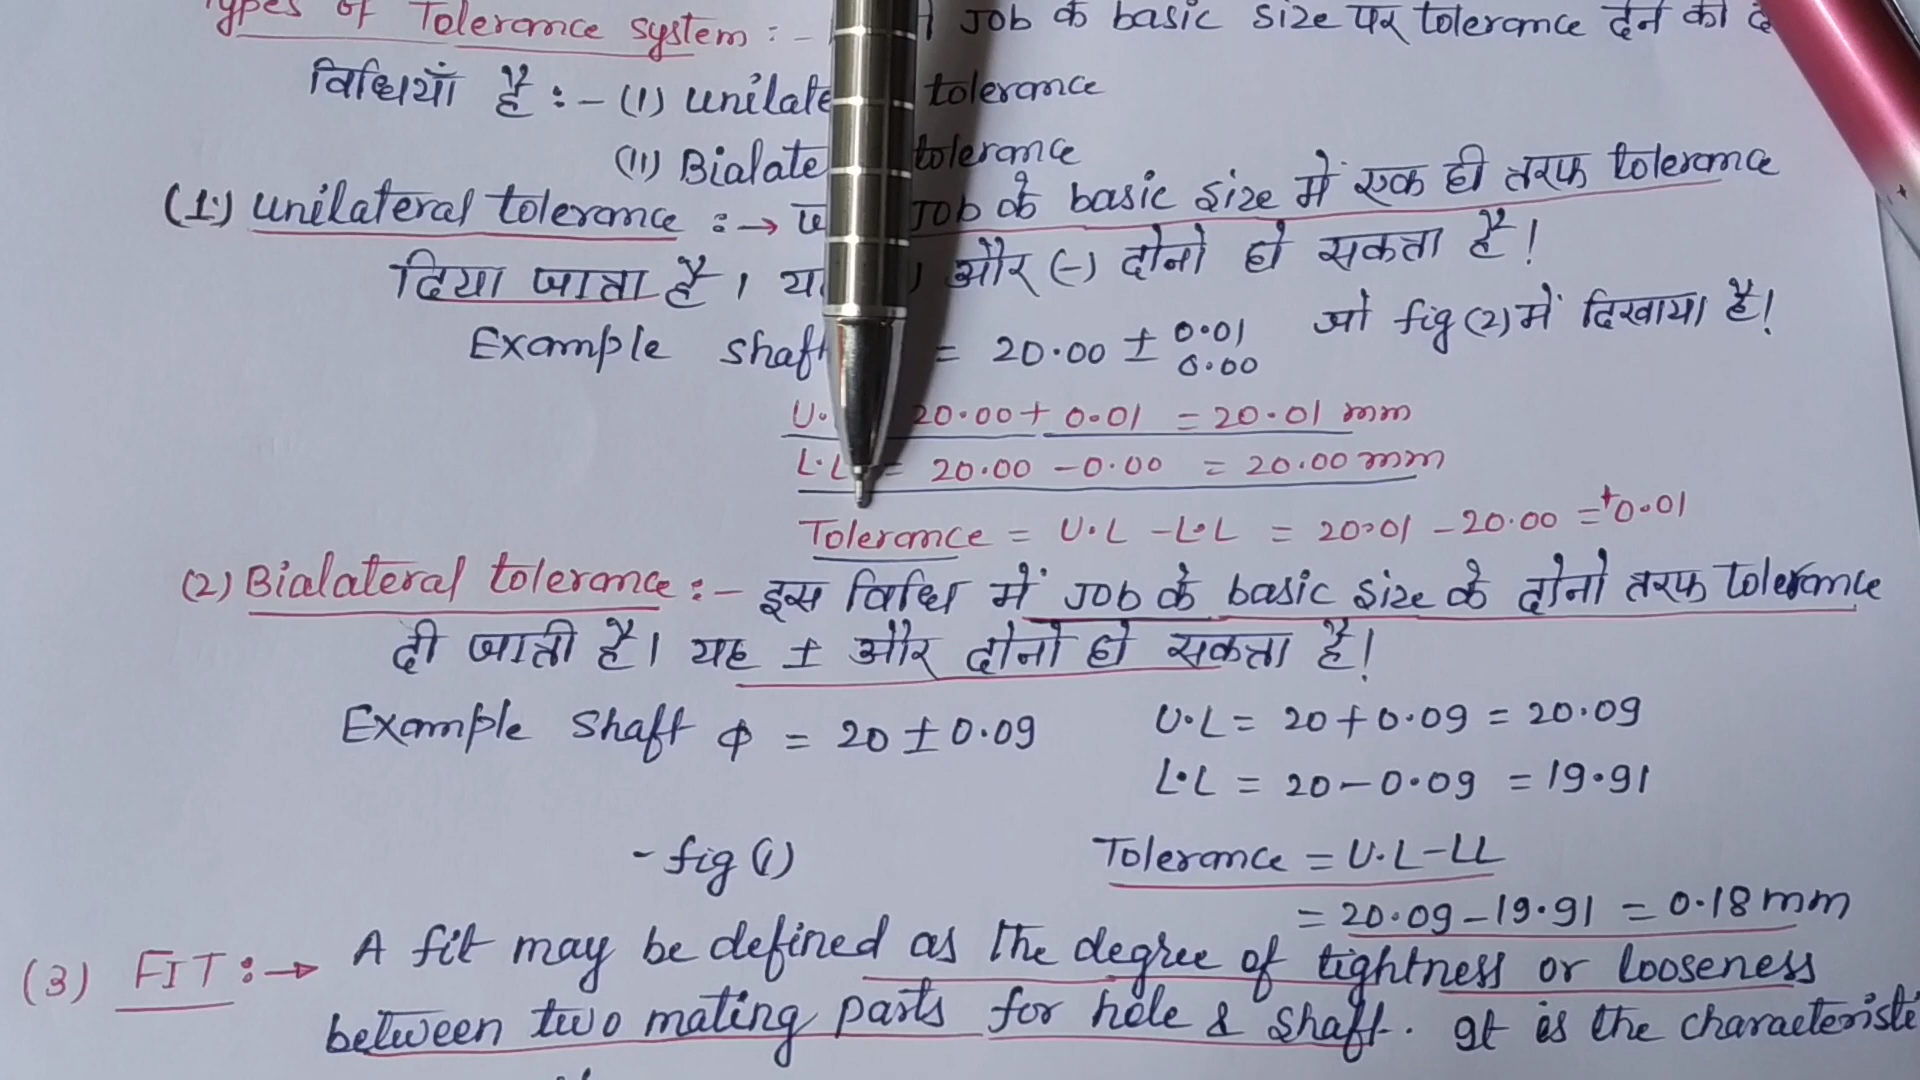 Types of Tolerance system :- Job के basic size पर tolerance देने की
विधियाँ हैं :- (I) unilate tolerance
(II) Bialate tolerance
(1.) unilateral tolerance :→ Job के basic size में एक ही तरफ tolerance
दिया जाता है। और (-) दोनो हो सकता है!
Example shaft = 20.00 ± 0.01 0.00 जो fig (2) में दिखाया है!
U. 20.00 + 0.01 = 20.01 mm
L.L = 20.00 - 0.00 = 20.00 mm
Tolerance = U.L - L.L = 20.01 - 20.00 = +0.01
(2) Bialateral tolerance :- इस विधि में Job के basic size के दोनो तरफ tolerance
दी जाती है। यह ± और दोनो हो सकता है!
Example Shaft ϕ = 20 ± 0.09
U.L = 20 + 0.09 = 20.09
L.L = 20 - 0.09 = 19.91
- fig (1)
Tolerance = U.L - LL
= 20.09 - 19.91 = 0.18 mm
(3) FIT :→ A fit may be defined as the degree of tightness or looseness
between two mating parts for hole & shaft. It is the characteristi